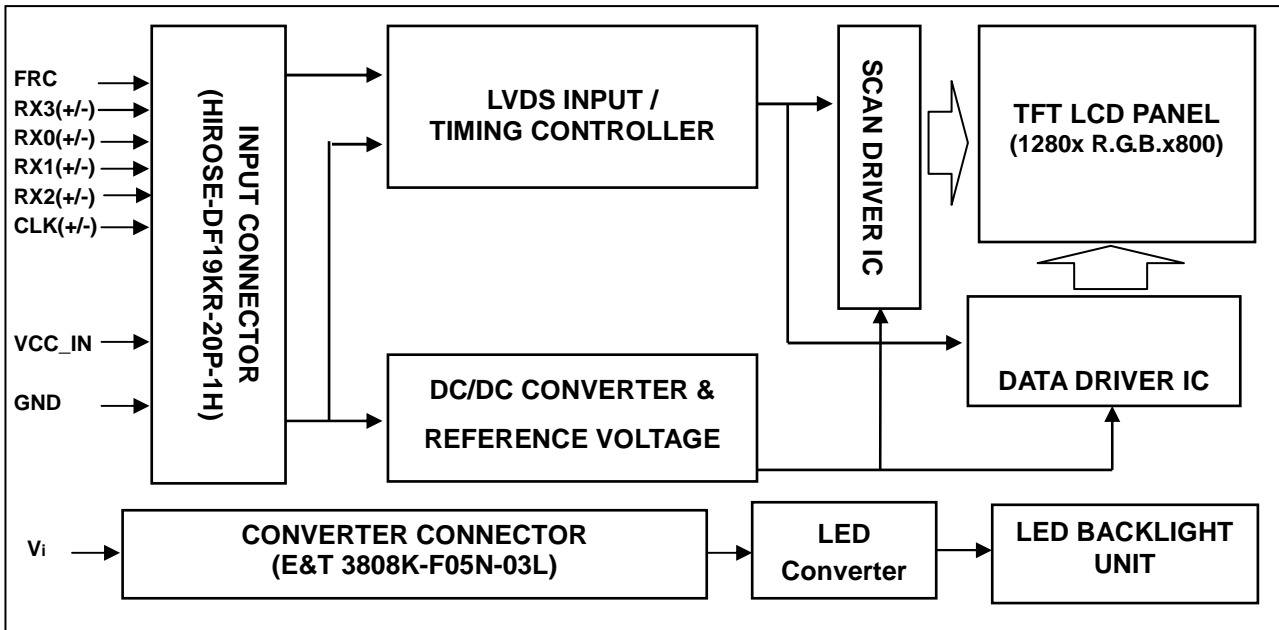 FRC
RX3(+/-)
RX0(+/-)
RX1(+/-)
RX2(+/-)
CLK(+/-)
VCC_IN
GND
INPUT CONNECTOR
(HIROSE-DF19KR-20P-1H)
LVDS INPUT /
TIMING CONTROLLER
SCAN DRIVER IC
TFT LCD PANEL
(1280x R.G.B.x800)
DC/DC CONVERTER &
REFERENCE VOLTAGE
DATA DRIVER IC
Vi
CONVERTER CONNECTOR
(E&T 3808K-F05N-03L)
LED
Converter
LED BACKLIGHT
UNIT